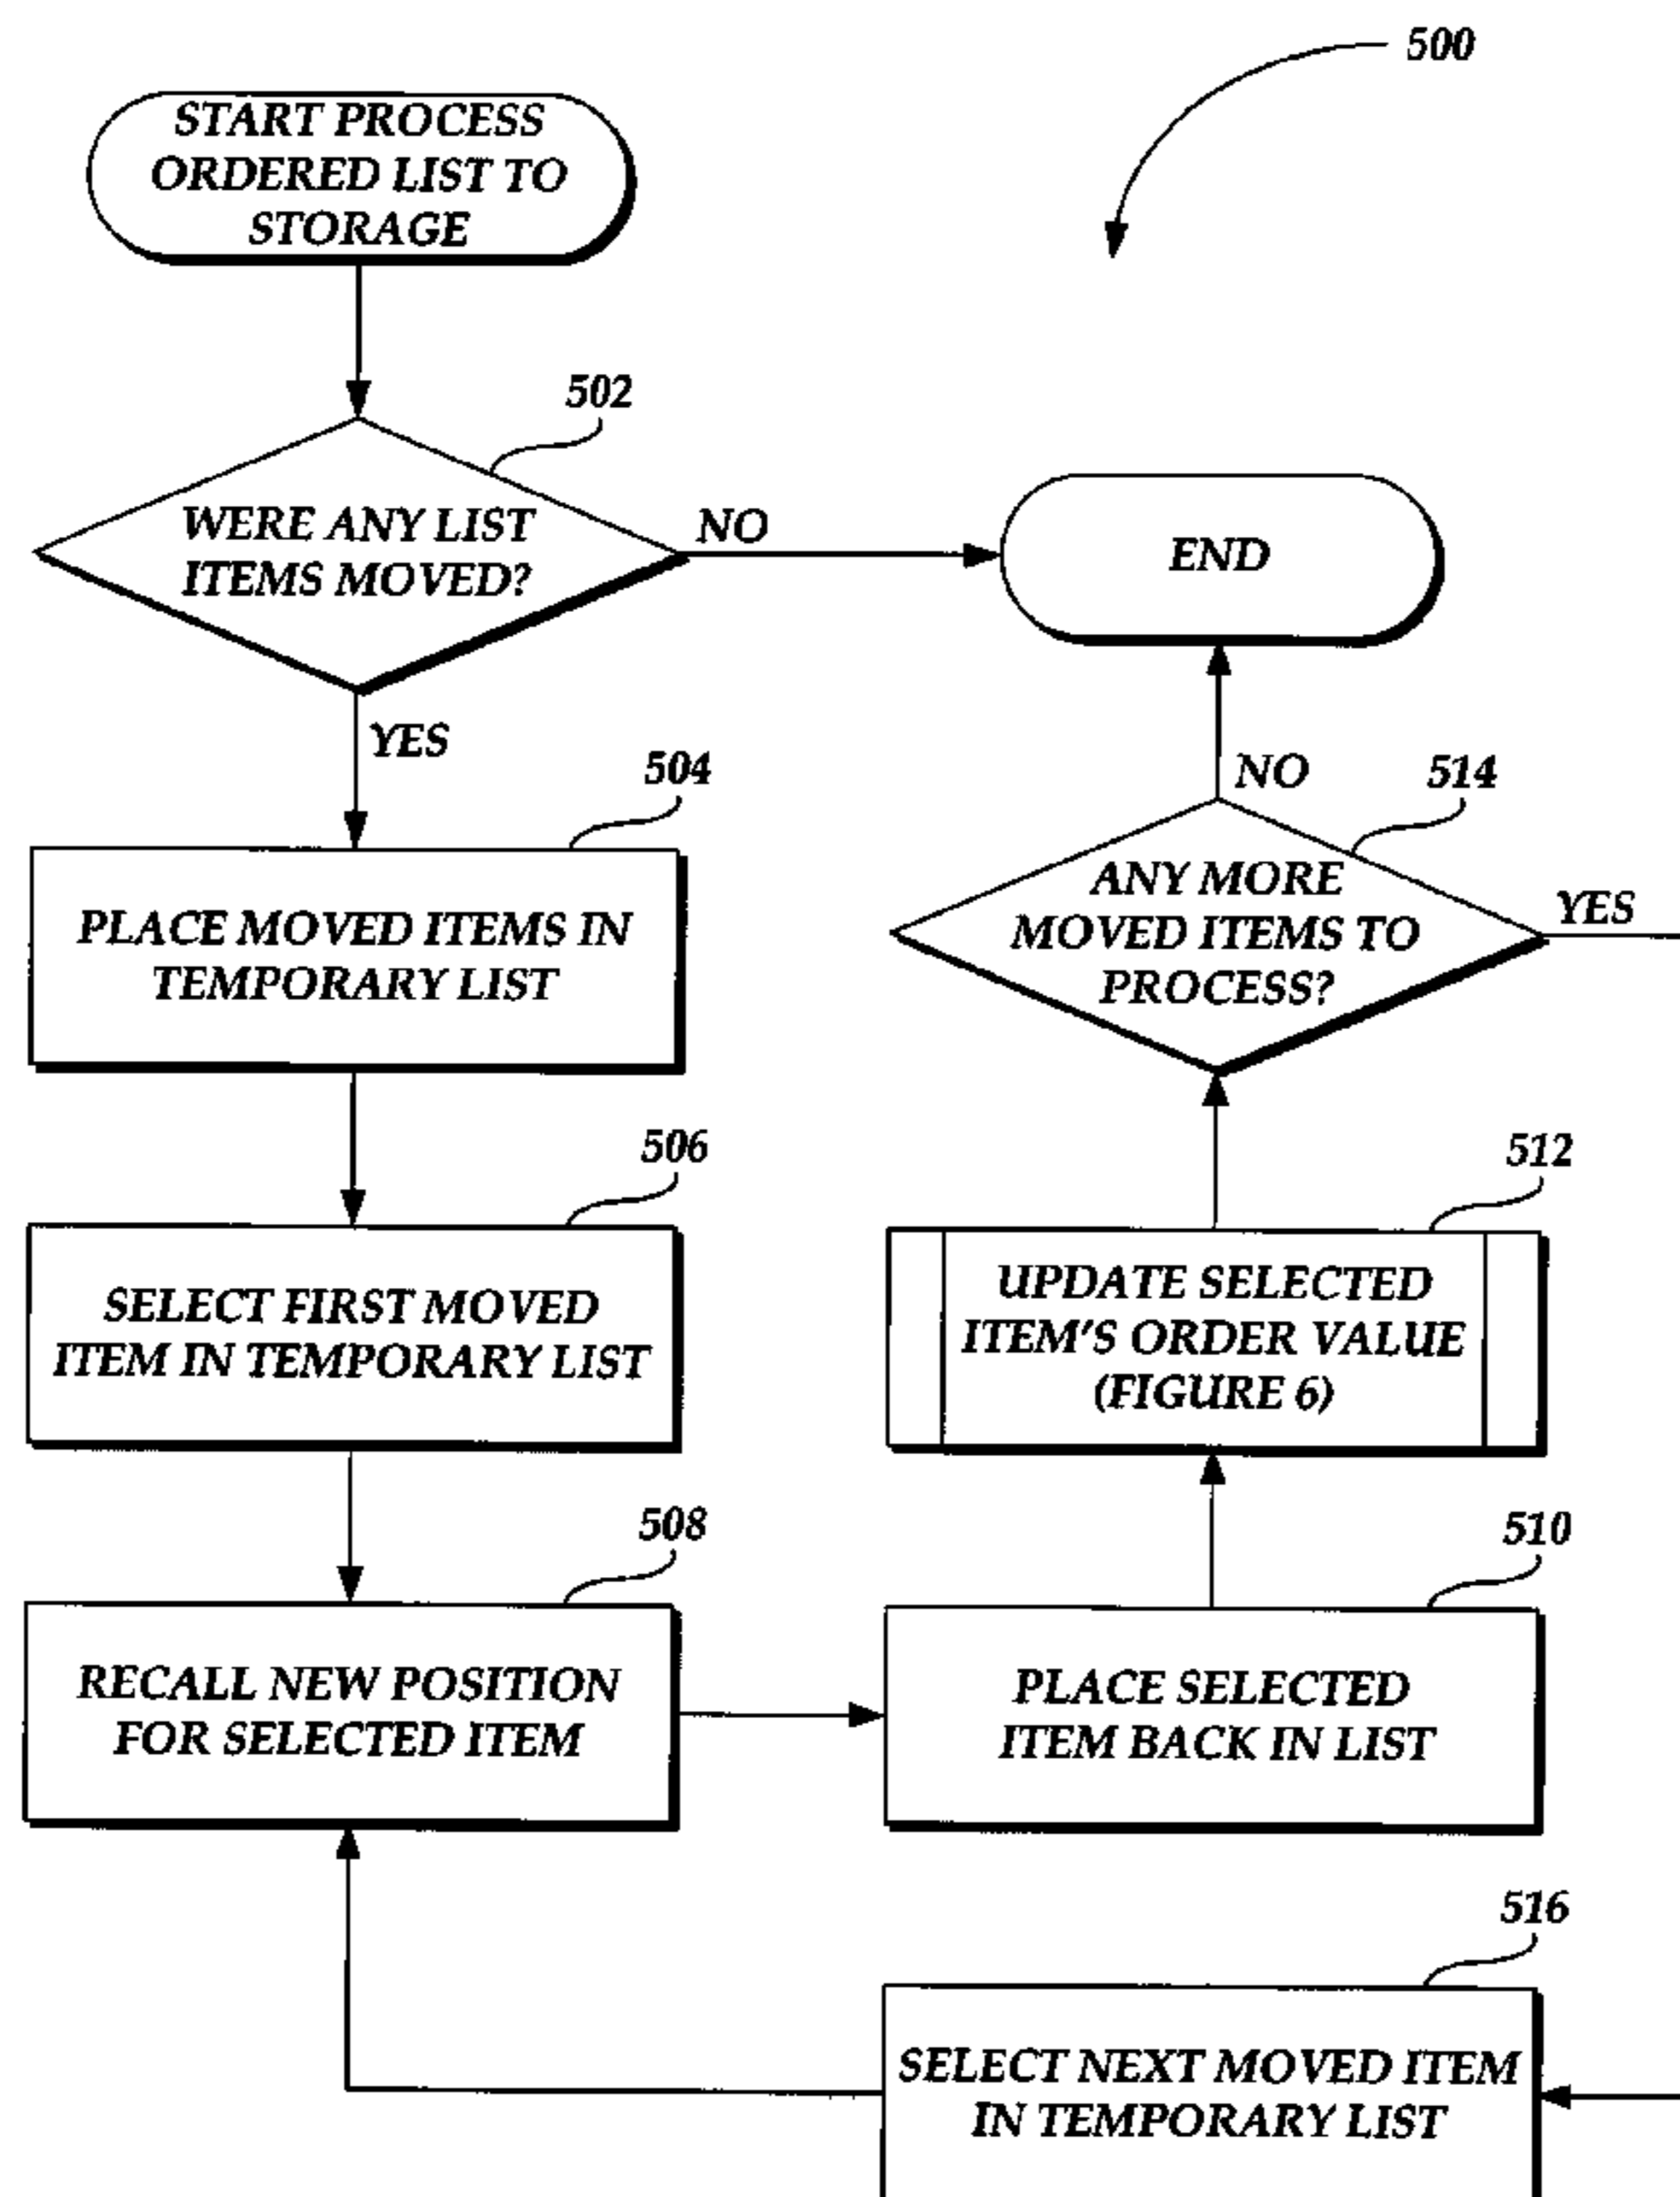 500
START PROCESS
ORDERED LIST TO
STORAGE
502
WERE ANY LIST
ITEMS MOVED?
NO
END
YES
504
PLACE MOVED ITEMS IN
TEMPORARY LIST
506
SELECT FIRST MOVED
ITEM IN TEMPORARY LIST
508
RECALL NEW POSITION
FOR SELECTED ITEM
510
PLACE SELECTED
ITEM BACK IN LIST
512
UPDATE SELECTED
ITEM'S ORDER VALUE
(FIGURE 6)
514
ANY MORE
MOVED ITEMS TO
PROCESS?
NO
YES
516
SELECT NEXT MOVED ITEM
IN TEMPORARY LIST